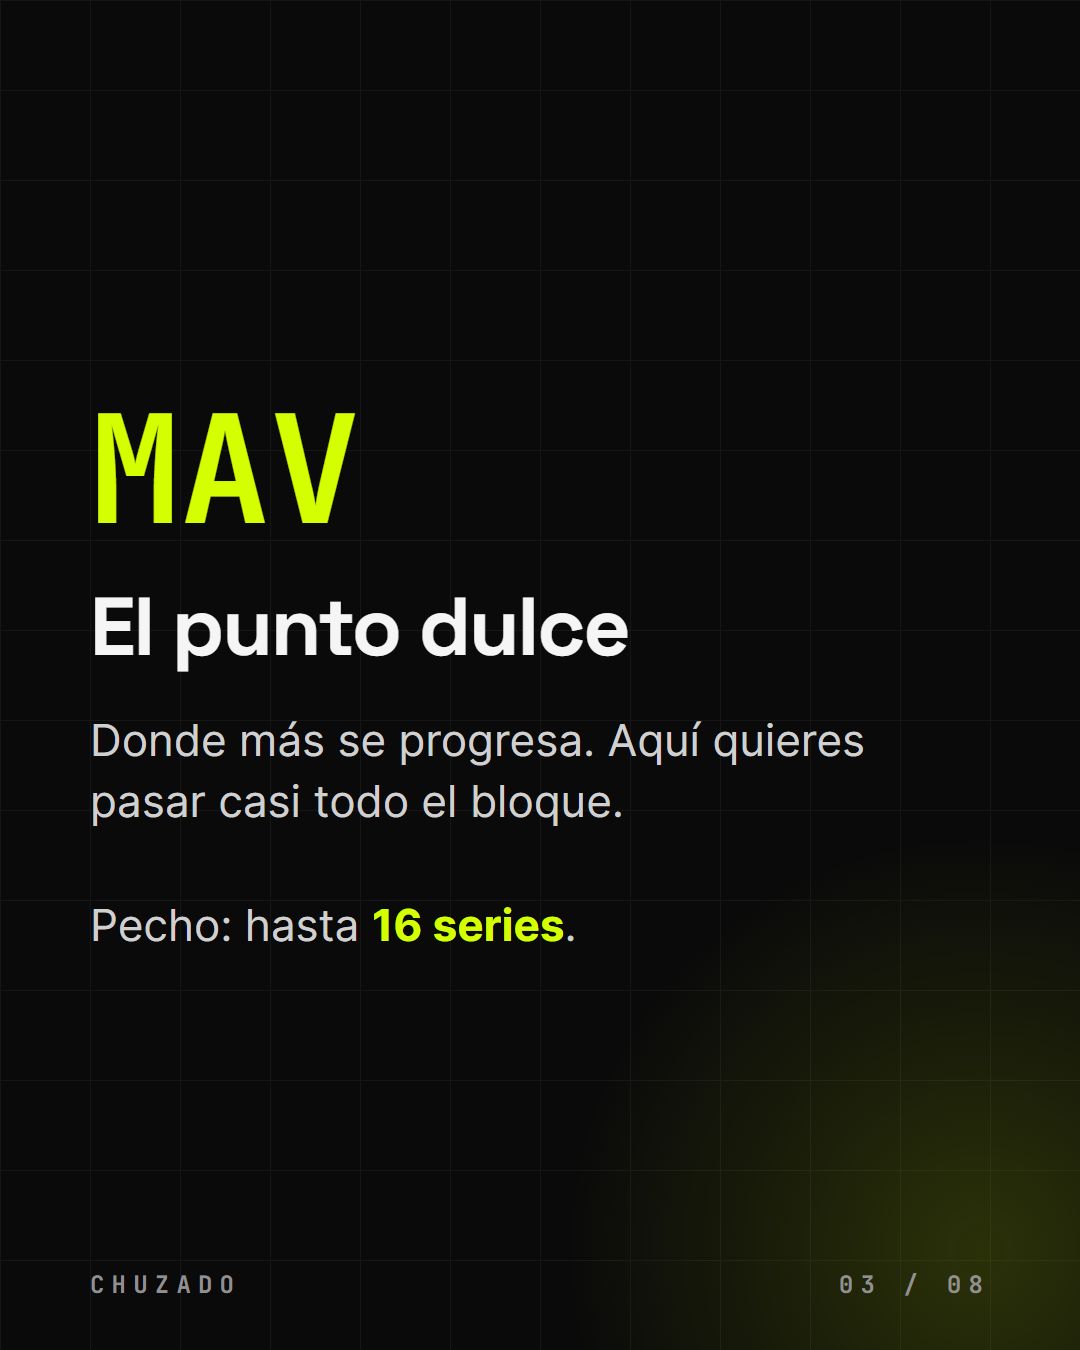 MAV
El punto dulce
Donde más se progresa. Aquí quieres
pasar casi todo el bloque.
Pecho: hasta 16 series.
CHUZADO
03 / 08